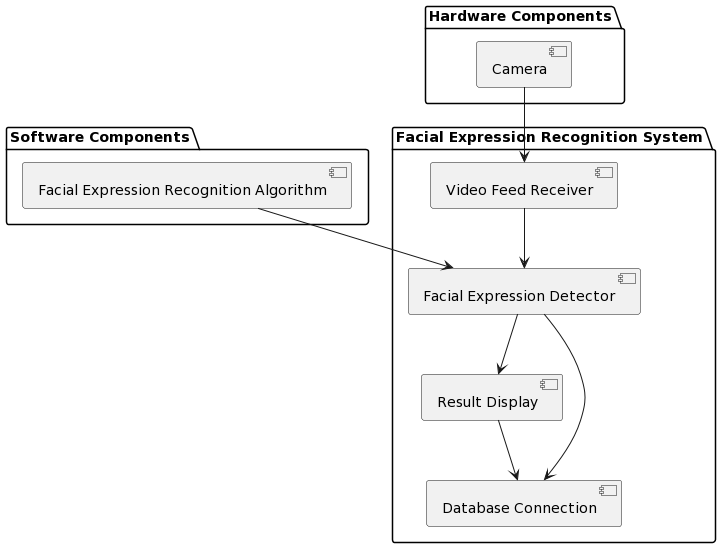 Hardware Components
Camera
Software Components
Facial Expression Recognition System
Facial Expression Recognition Algorithm
Video Feed Receiver
Facial Expression Detector
Result Display
Database Connection